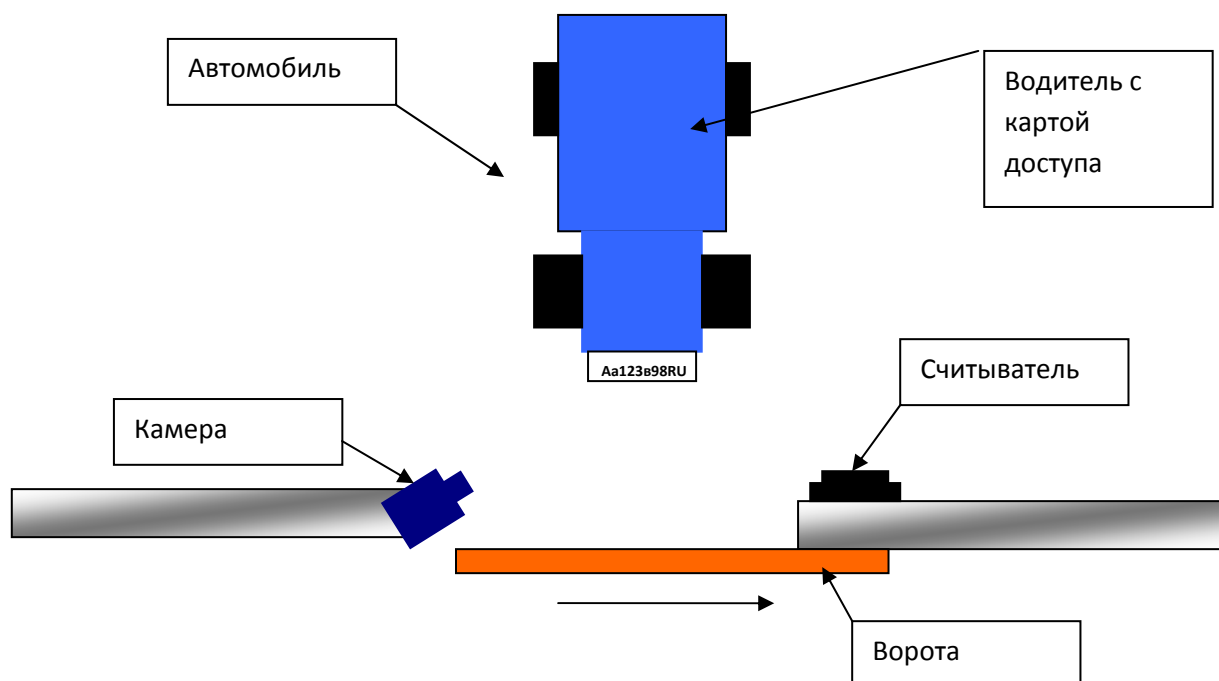 Автомобиль
Водитель с
картой
доступа
Аа123в98RU
Считыватель
Камера
Ворота